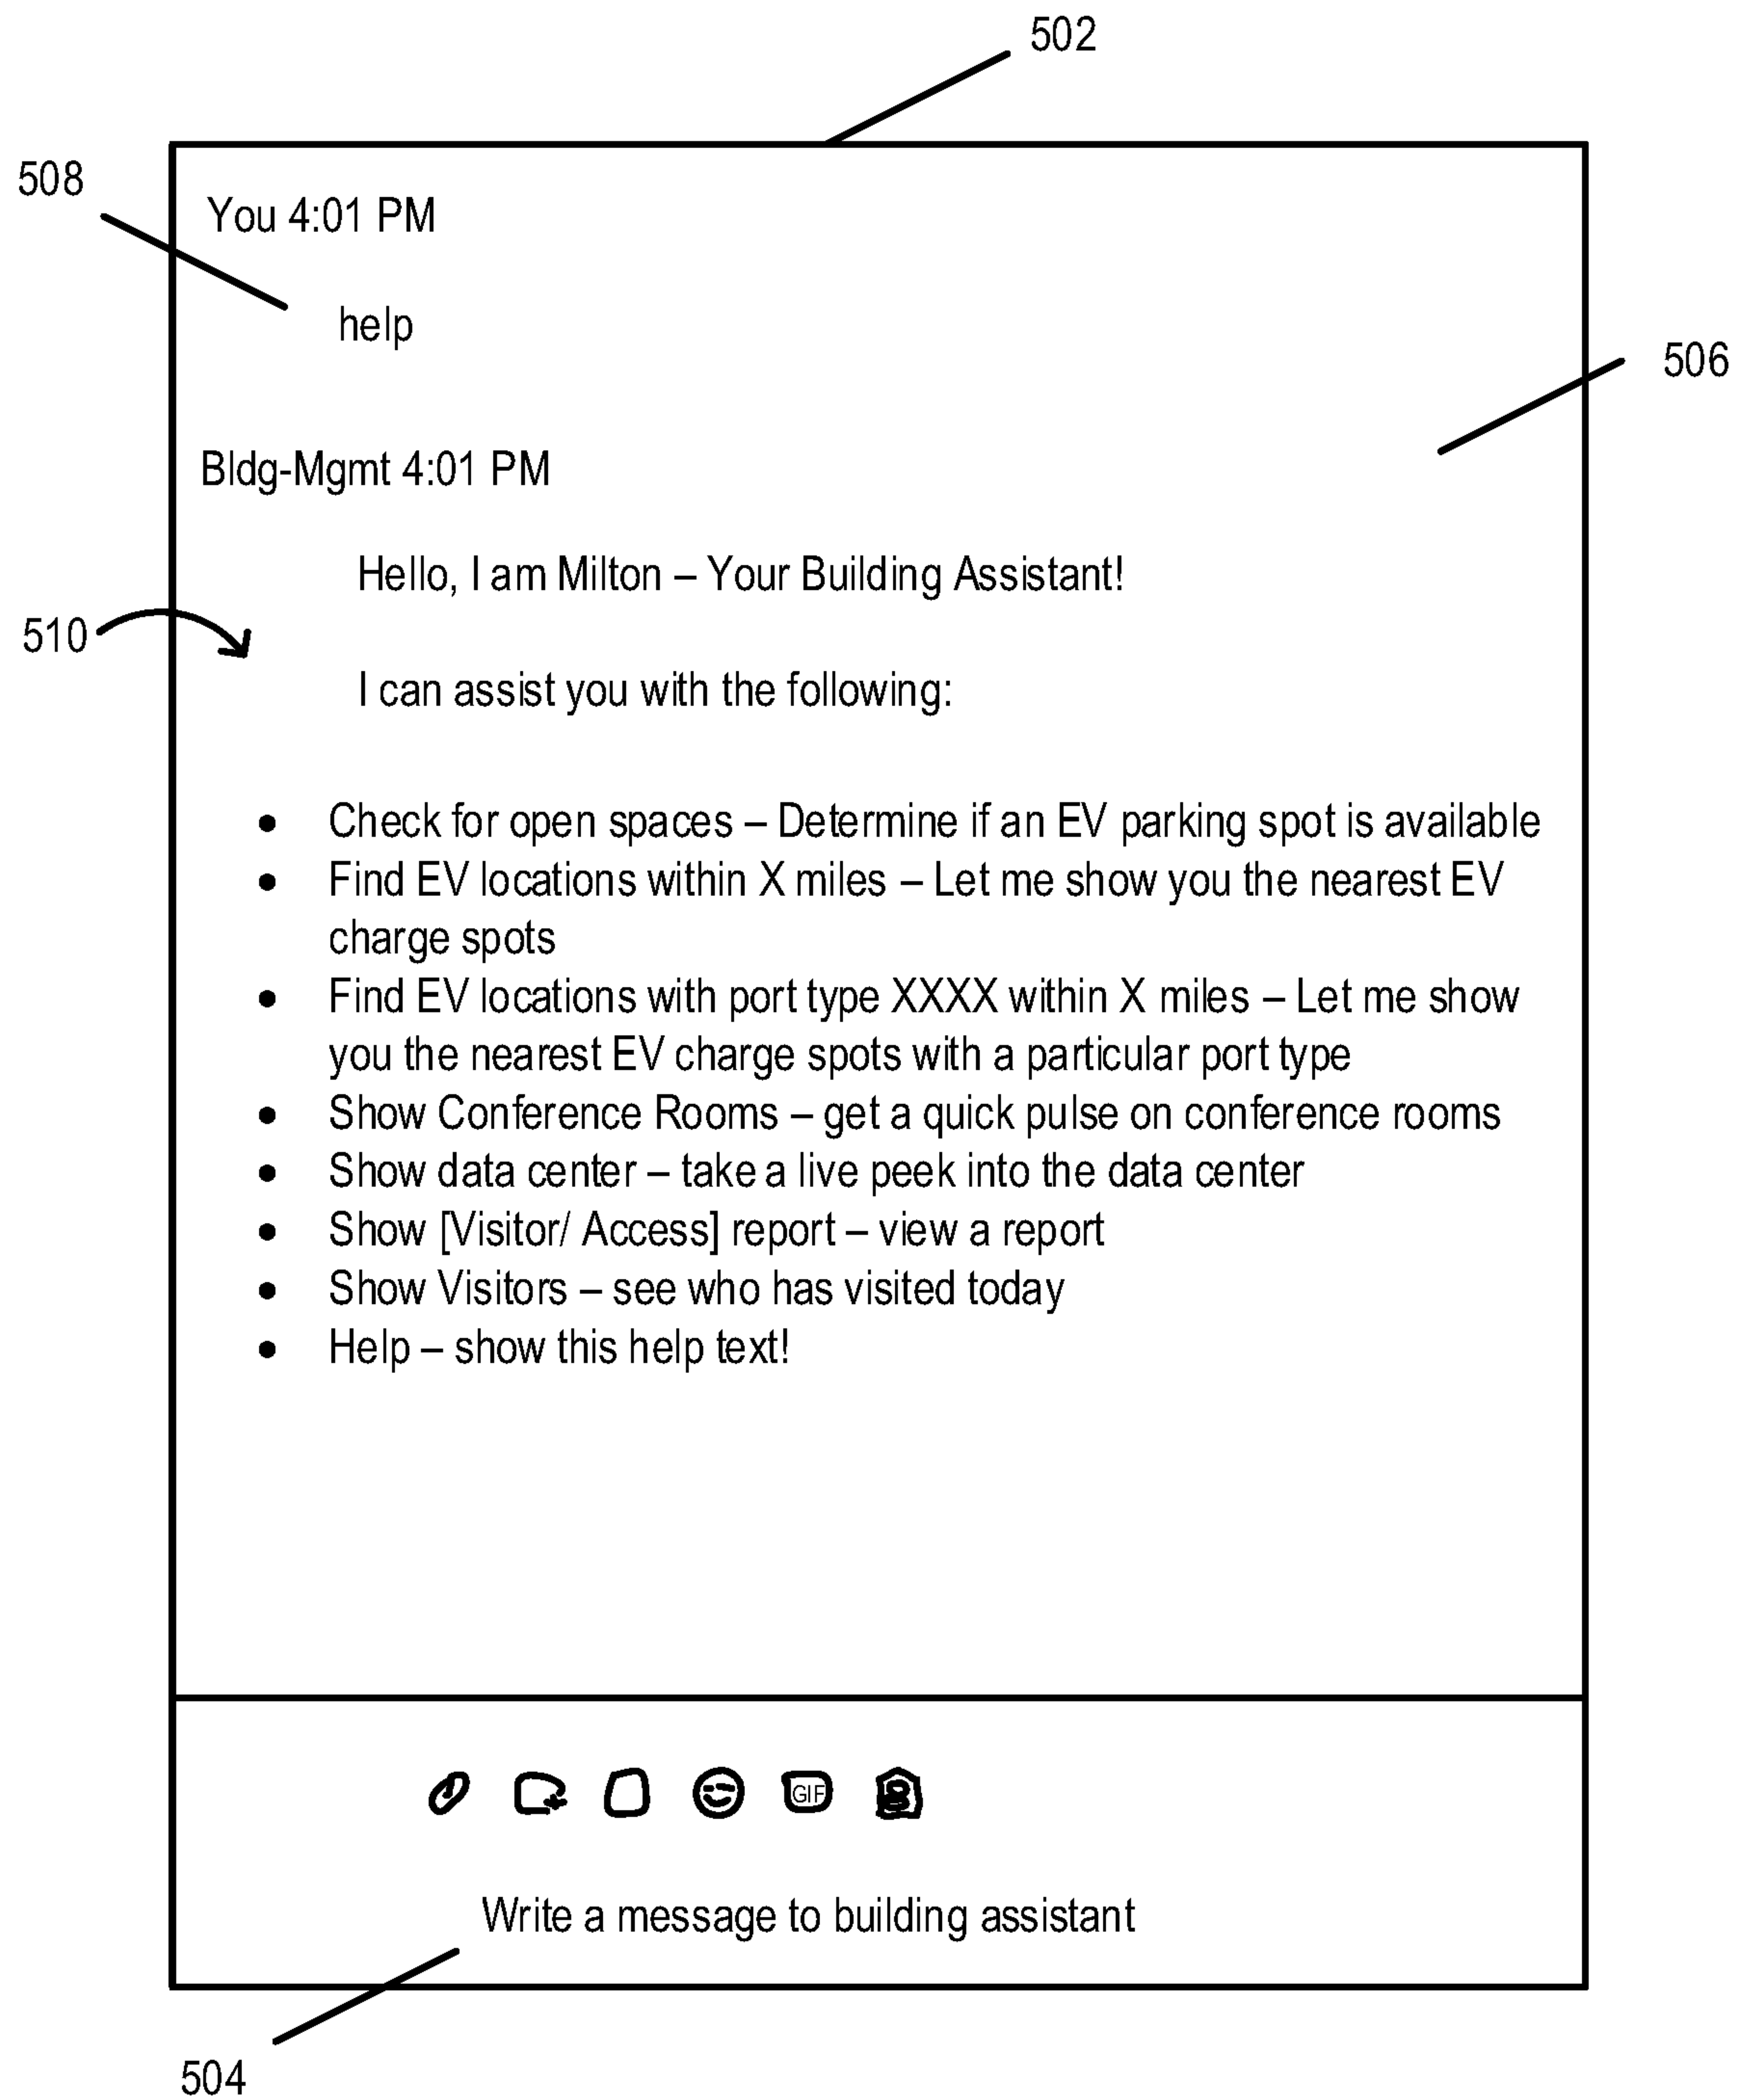 502
508
You 4:01 PM
help
506
Bldg-Mgmt 4:01 PM
Hello, I am Milton – Your Building Assistant!
510
I can assist you with the following:
• Check for open spaces – Determine if an EV parking spot is available
• Find EV locations within X miles – Let me show you the nearest EV
charge spots
• Find EV locations with port type XXXX within X miles – Let me show
you the nearest EV charge spots with a particular port type
• Show Conference Rooms – get a quick pulse on conference rooms
• Show data center – take a live peek into the data center
• Show [Visitor/ Access] report – view a report
• Show Visitors – see who has visited today
• Help – show this help text!
GIF
Write a message to building assistant
504